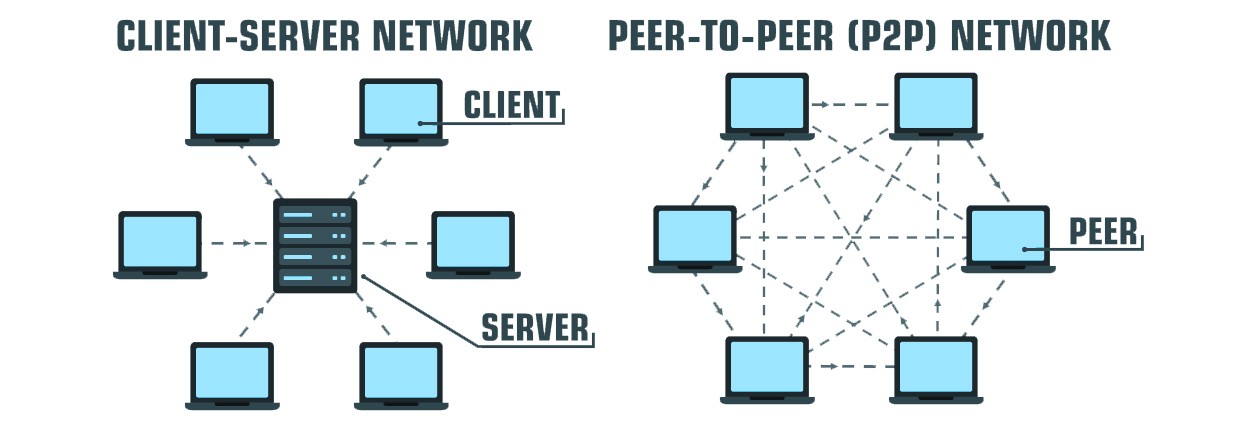 CLIENT-SERVER NETWORK
PEER-TO-PEER (P2P) NETWORK
CLIENT
PEER
SERVER